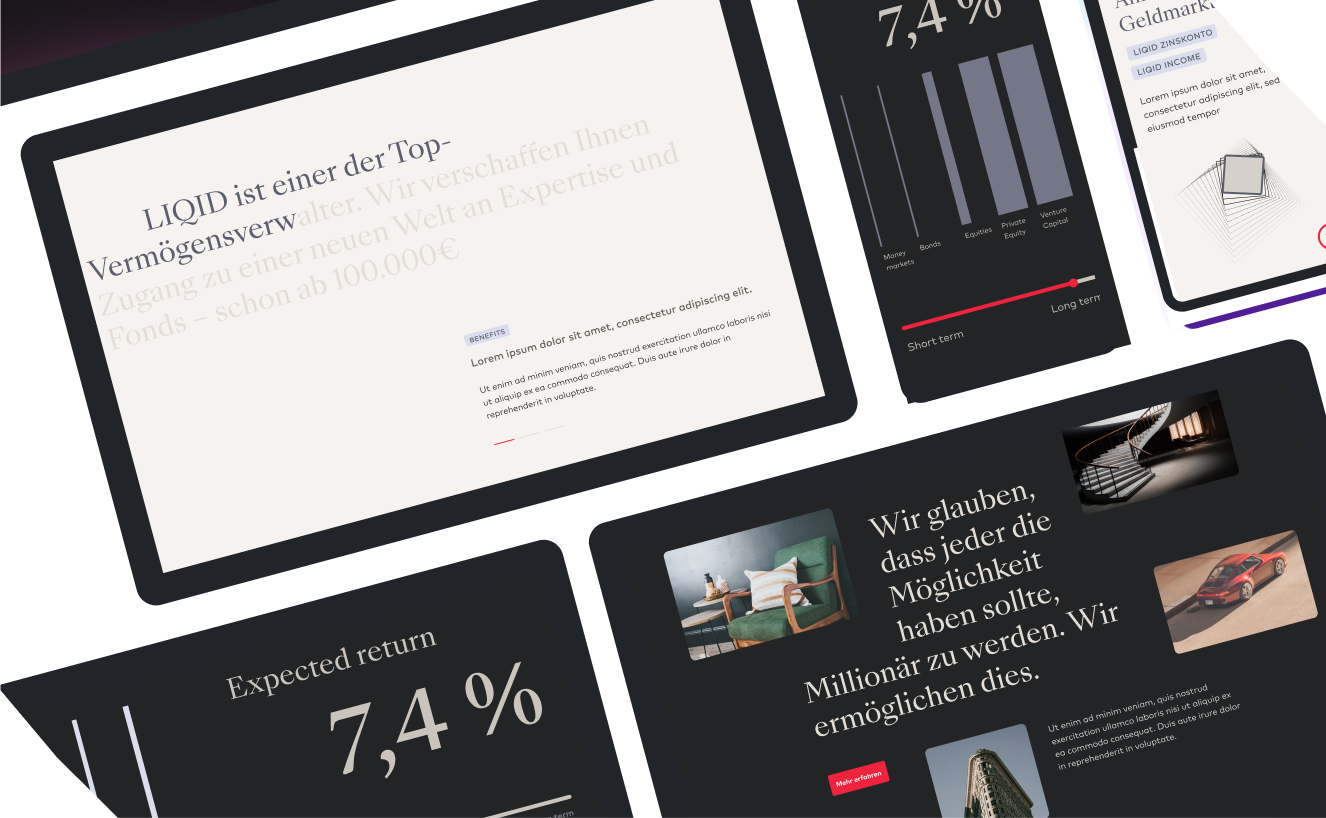 LIQID ist einer der Top-
Vermögensverwalter. Wir verschaffen Ihnen
Zugang zu einer neuen Welt an Expertise und
Fonds – schon ab 100.000€
BENEFITS
Lorem ipsum dolor sit amet, consectetur adipiscing elit.
Ut enim ad minim veniam, quis nostrud exercitation ullamco laboris nisi
ut aliquip ex ea commodo consequat. Duis aute irure dolor in
reprehenderit in voluptate.
7,4 %
Money
markets
Bonds
Equities
Private
Equity
Venture
Capital
Short term
Long term
Geldmarkt
LIQID ZINSKONTO
LIQID INCOME
Lorem ipsum dolor sit amet,
consectetur adipiscing elit, sed
eiusmod tempor
Expected return
7,4 %
term
Wir glauben,
dass jeder die
Möglichkeit
haben sollte,
Millionär zu werden. Wir
ermöglichen dies.
Ut enim ad minim veniam, quis nostrud
exercitation ullamco laboris nisi ut aliquip ex
ea commodo consequat. Duis aute irure dolor
in reprehenderit in voluptate.
Mehr erfahren